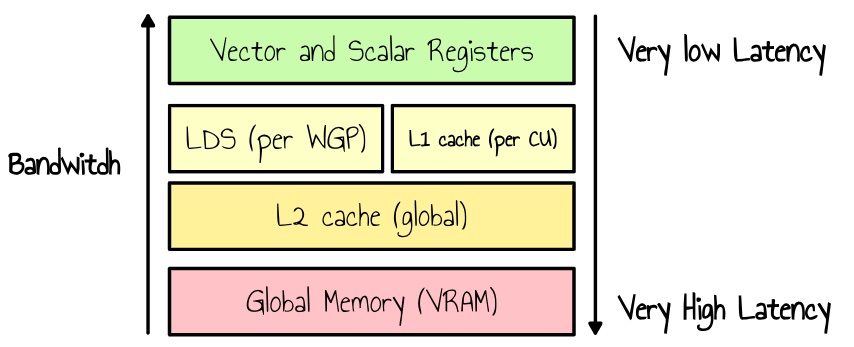 Vector and Scalar Registers
Very low Latency
LDS (per WGP)
L1 cache (per CU)
Bandwitdh
L2 cache (global)
Global Memory (VRAM)
Very High Latency